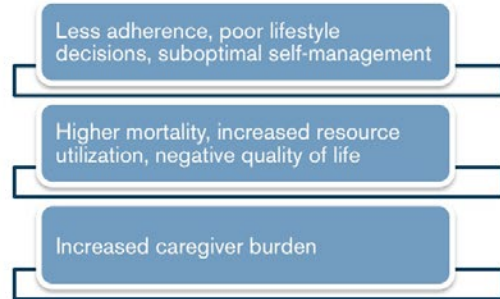 Less adherence, poor lifestyle
decisions, suboptimal self-management
Higher mortality, increased resource
utilization, negative quality of life
Increased caregiver burden